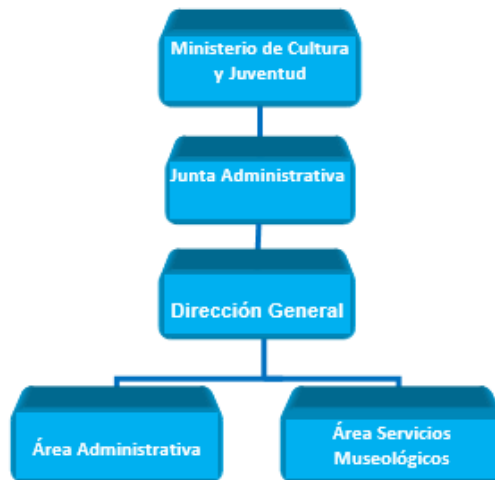 Ministerio de Cultura
y Juventud
Junta Administrativa
Dirección General
Área Administrativa
Área Servicios
Museológicos